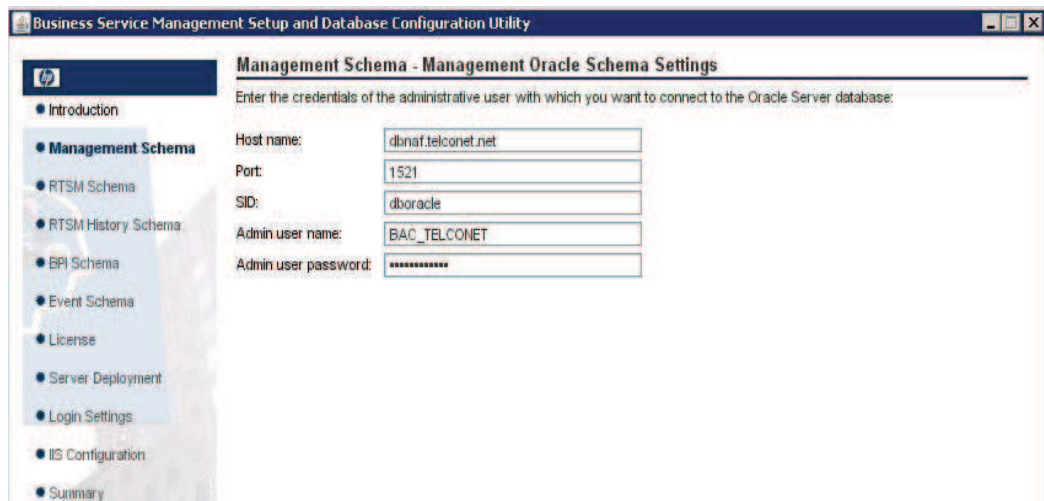 Business Service Management Setup and Database Configuration Utility
hp
Introduction
Management Schema
RTSM Schema
RTSM History Schema
BPI Schema
Event Schema
License
Server Deployment
Login Settings
IIS Configuration
Summary
Management Schema - Management Oracle Schema Settings
Enter the credentials of the administrative user with which you want to connect to the Oracle Server database:
Host name: dbnaf.telconet.net
Port: 1521
SID: dboracle
Admin user name: BAC_TELCONET
Admin user password: ••••••••••••